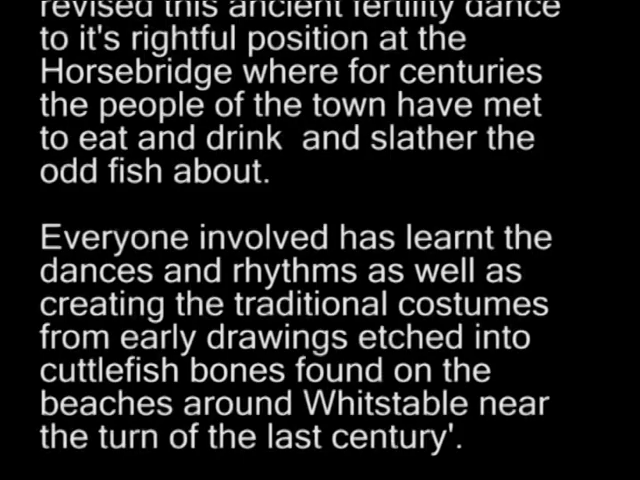 revised this ancient fertility dance
to it's rightful position at the
Horsebridge where for centuries
the people of the town have met
to eat and drink  and slather the
odd fish about.
Everyone involved has learnt the
dances and rhythms as well as
creating the traditional costumes
from early drawings etched into
cuttlefish bones found on the
beaches around Whitstable near
the turn of the last century'.